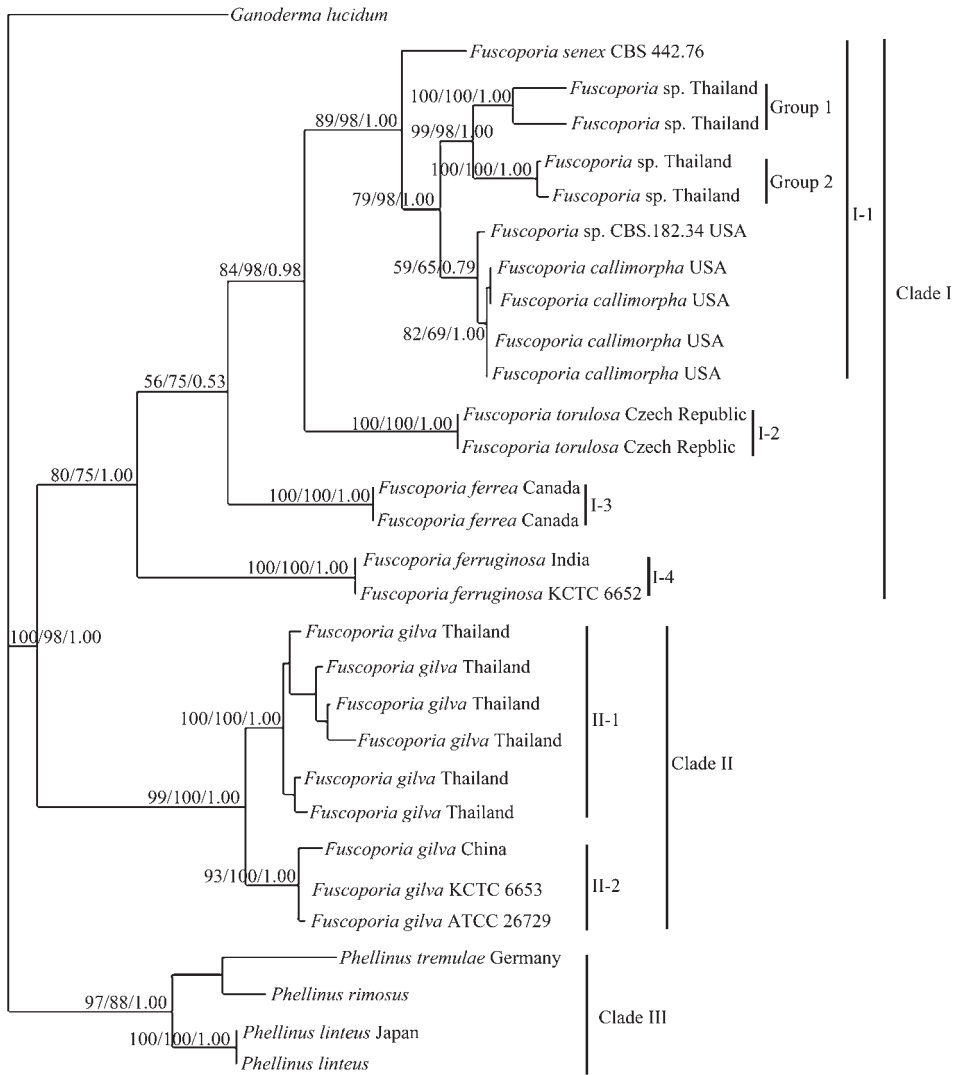 Ganoderma lucidum
Fuscoporia senex CBS 442.76
100/100/1.00
Fuscoporia sp. Thailand
Group 1
89/98/1.00
Fuscoporia sp. Thailand
99/98/1.00
Fuscoporia sp. Thailand
100/100/1.00
Group 2
79/98/1.00
Fuscoporia sp. Thailand
I-1
Fuscoporia sp. CBS.182.34 USA
84/98/0.98
59/65/0.79
Fuscoporia callimorpha USA
Clade I
Fuscoporia callimorpha USA
82/69/1.00
Fuscoporia callimorpha USA
56/75/0.53
Fuscoporia callimorpha USA
100/100/1.00
Fuscoporia torulosa Czech Republic
I-2
Fuscoporia torulosa Czech Repblic
80/75/1.00
100/100/1.00
Fuscoporia ferrea Canada
I-3
Fuscoporia ferrea Canada
100/100/1.00
Fuscoporia ferruginosa India
I-4
Fuscoporia ferruginosa KCTC 6652
100/98/1.00
Fuscoporia gilva Thailand
Fuscoporia gilva Thailand
Fuscoporia gilva Thailand
100/100/1.00
II-1
Fuscoporia gilva Thailand
Clade II
Fuscoporia gilva Thailand
99/100/1.00
Fuscoporia gilva Thailand
Fuscoporia gilva China
93/100/1.00
II-2
Fuscoporia gilva KCTC 6653
Fuscoporia gilva ATCC 26729
Phellinus tremulae Germany
97/88/1.00
Phellinus rimosus
Clade III
100/100/1.00
Phellinus linteus Japan
Phellinus linteus